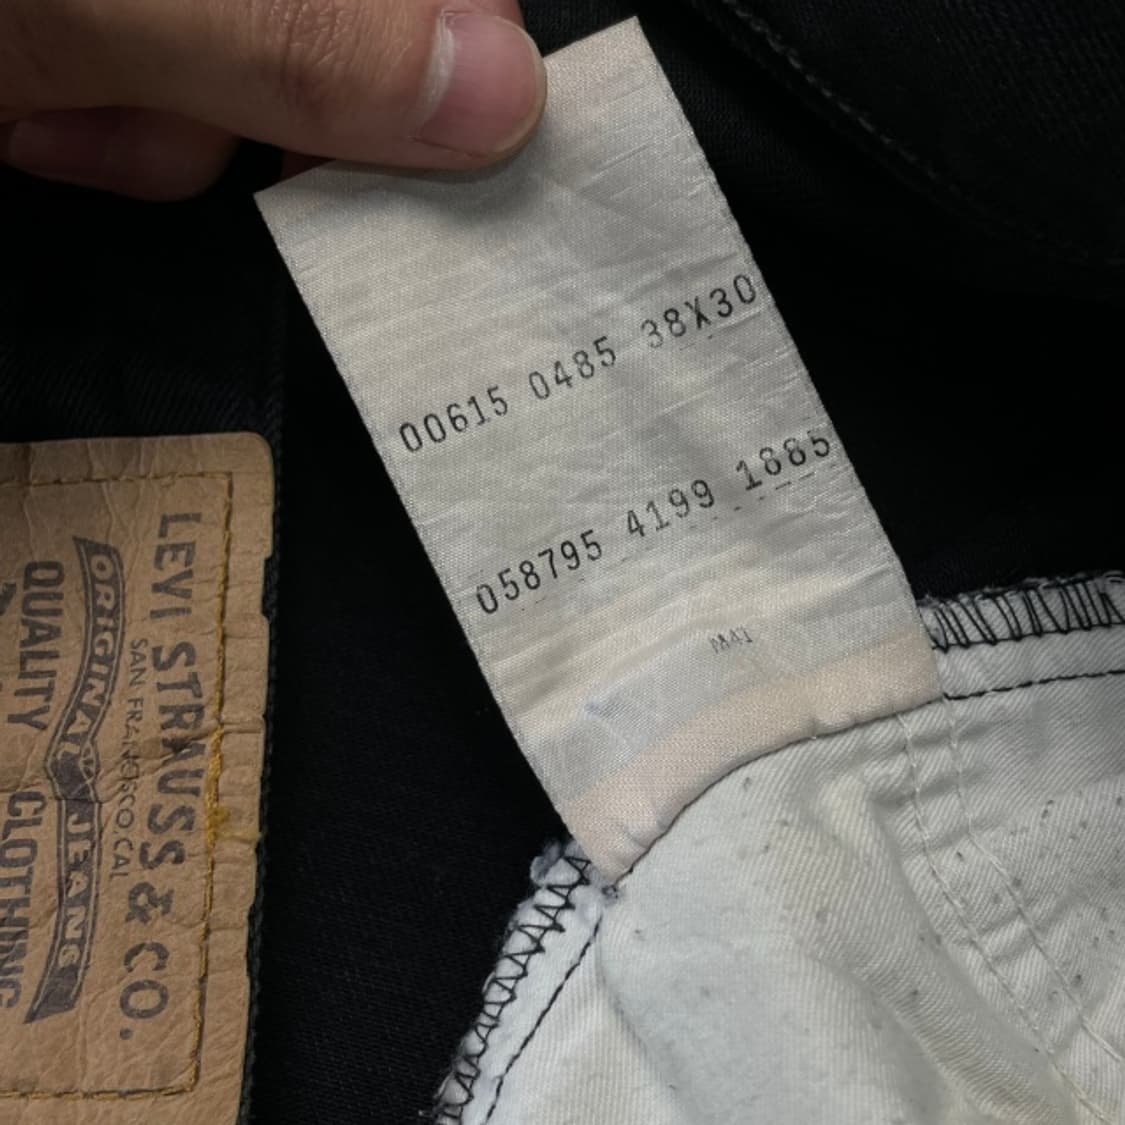 00615 0485 38X30
058795 4199 1885
LEVI STRAUSS & CO.
SAN FRANCISCO, CAL
ORIGINAL JEANS
QUALITY CLOTHING